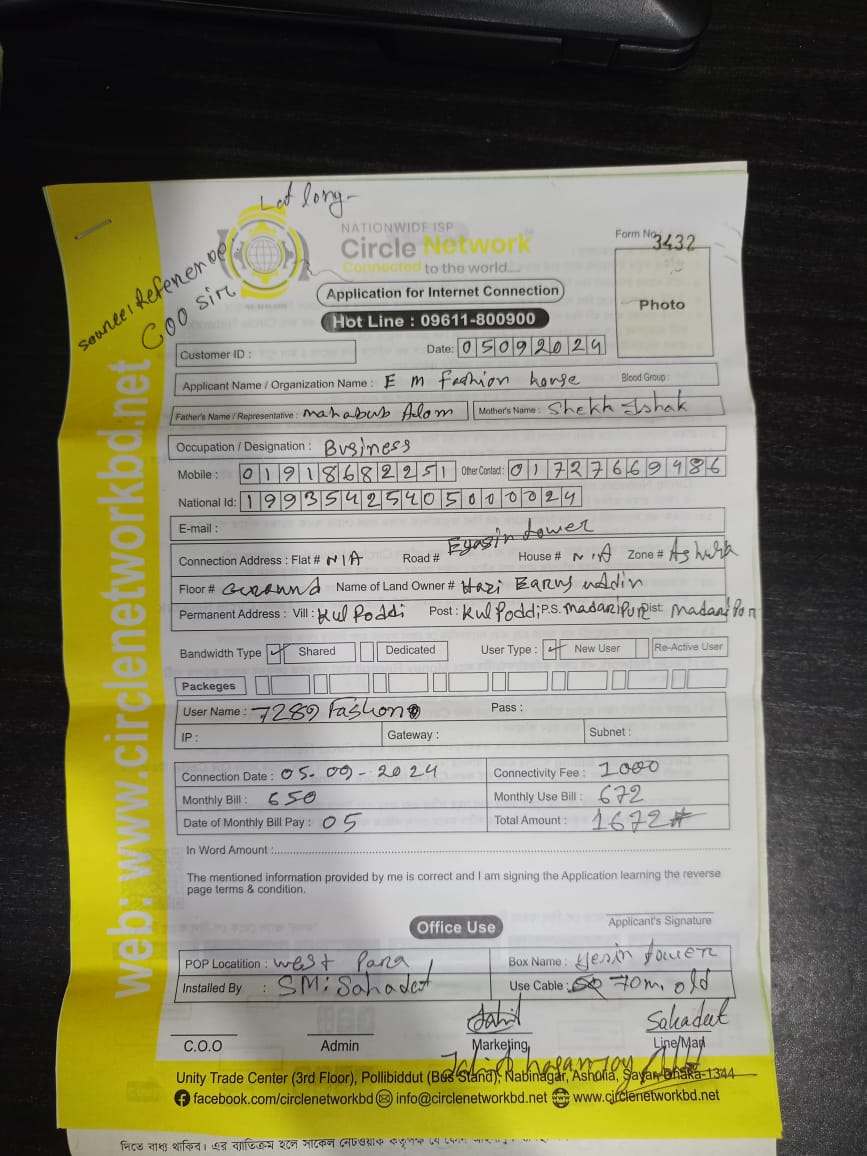 Lat long-
NATIONWIDE ISP
Circle Network
Connected to the world...
Form No. 3432
Source: Reference
COO sir
Photo
Application for Internet Connection
Hot Line : 09611-800900
Customer ID :
Date: 05092024
Applicant Name / Organization Name : E m Fashion house Blood Group :
Father's Name / Representative : mahabub Alom Mother's Name : Shekh Ishak
Occupation / Designation : Business
Mobile : 01918682251 Other Contact : 01727669486
National Id: 19935425405000024
E-mail :
Connection Address : Flat # N/A Road # Eyasin tower House # N/A Zone # Ashulia
Floor # Ground Name of Land Owner # Hazi uddin
Permanent Address : Vill : Kul Poddi Post : Kul Poddi P.S. madaripur Dist: madaripor
Bandwidth Type Shared Dedicated User Type : New User Re-Active User
Packeges
User Name : 7289 Fashion Pass :
IP : Gateway : Subnet :
Connection Date : 05-09-2024 Connectivity Fee : 1000
Monthly Bill : 650 Monthly Use Bill : 672
Date of Monthly Bill Pay : 05 Total Amount : 1672#
In Word Amount :
The mentioned information provided by me is correct and I am signing the Application learning the reverse
page terms & condition.
Office Use
Applicant's Signature
POP Locatition : West Para Box Name : Yesin tower
Installed By : SM: Sahadat Use Cable : 70m, old
Jahid Sahadat
C.O.O Admin Marketing Line/Man
Jahid hasan joy
Unity Trade Center (3rd Floor), Pollibiddut (Bus Stand), Nabinagar, Ashulia, Savar, Dhaka-1344
facebook.com/circlenetworkbd info@circlenetworkbd.net www.circlenetworkbd.net
web: www.circlenetworkbd.net